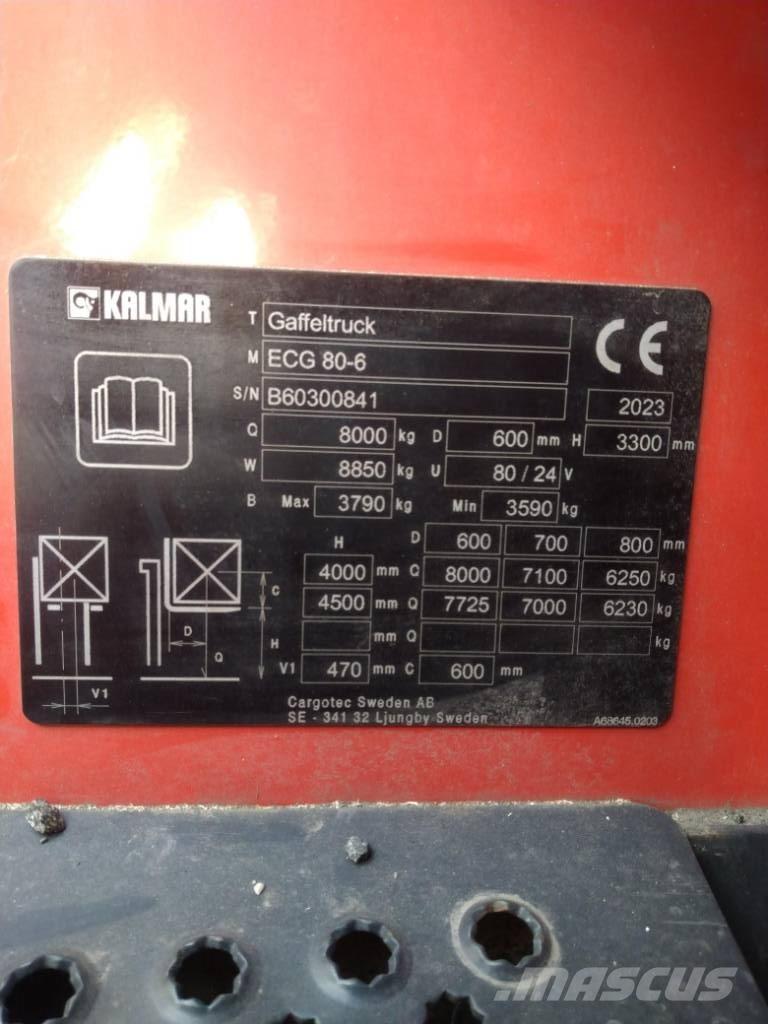 KALMAR
T Gaffeltruck
M ECG 80-6
S/N B60300841
CE
2023
Q 8000 kg D 600 mm H 3300 mm
W 8850 kg U 80 / 24 V
B Max 3790 kg Min 3590 kg
H D 600 700 800 mm
4000 mm Q 8000 7100 6250 kg
4500 mm Q 7725 7000 6230 kg
mm Q kg
V1 470 mm C 600 mm
C
D
H
Q
V1
Cargotec Sweden AB
SE - 341 32 Ljungby Sweden
A68645.0203
MASCUS